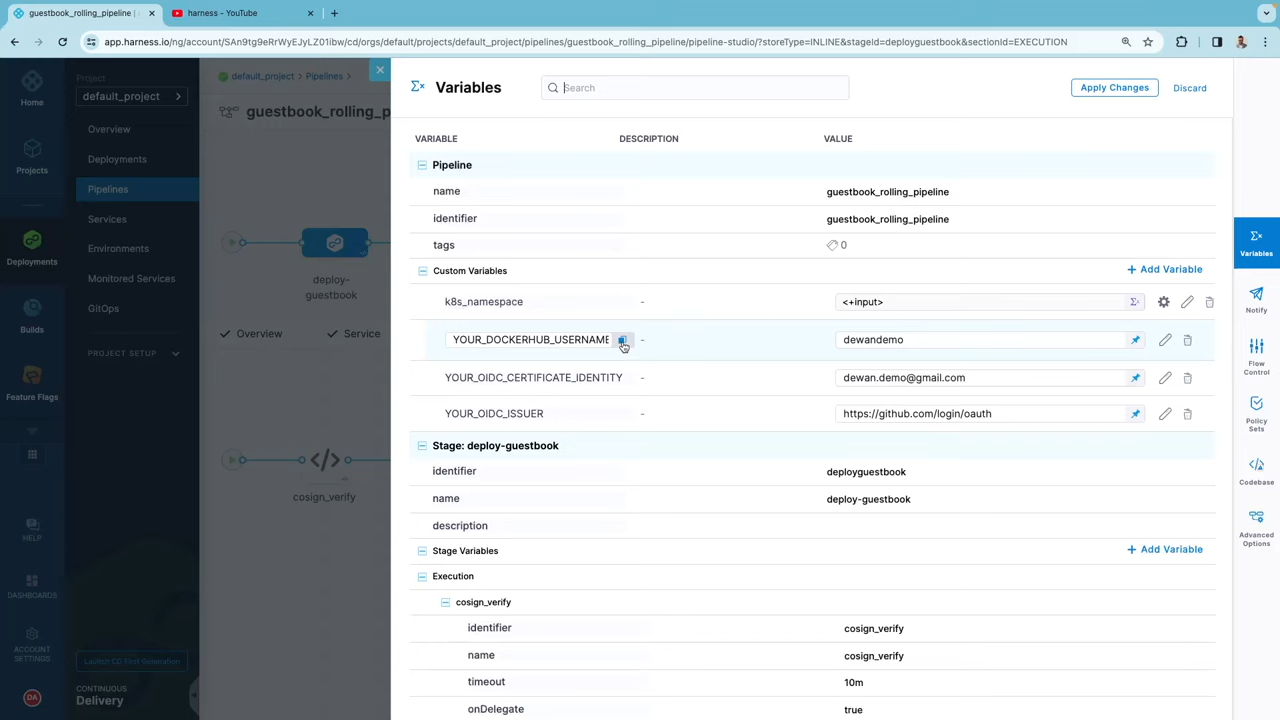 guestbook_rolling_pipeline |
harness - YouTube
app.harness.io/ng/account/SAn9tg9eRrWyEJyLZ01ibw/cd/orgs/default/projects/default_project/pipelines/guestbook_rolling_pipeline/pipeline-studio/?storeType=INLINE&stageId=deployguestbook&sectionId=EXECUTION
Home
Projects
Deployments
Builds
Feature Flags
HELP
DASHBOARDS
ACCOUNT
SETTINGS
DA
Project
default_project
Overview
Deployments
Pipelines
Services
Environments
Monitored Services
GitOps
PROJECT SETUP
Launch CD First Generation
CONTINUOUS
Delivery
default_project > Pipelines >
guestbook_rolling_p
deploy-
guestbook
Overview
Service
cosign_verify
Variables
Search
Apply Changes
Discard
VARIABLE DESCRIPTION VALUE
Pipeline
name guestbook_rolling_pipeline
identifier guestbook_rolling_pipeline
tags 0
Custom Variables + Add Variable
k8s_namespace - <+input>
YOUR_DOCKERHUB_USERNAME - dewandemo
YOUR_OIDC_CERTIFICATE_IDENTITY - dewan.demo@gmail.com
YOUR_OIDC_ISSUER - https://github.com/login/oauth
Stage: deploy-guestbook
identifier deployguestbook
name deploy-guestbook
description
Stage Variables + Add Variable
Execution
cosign_verify
identifier cosign_verify
name cosign_verify
timeout 10m
onDelegate true
Variables
Notify
Flow
Control
Policy
Sets
Codebase
Advanced
Options